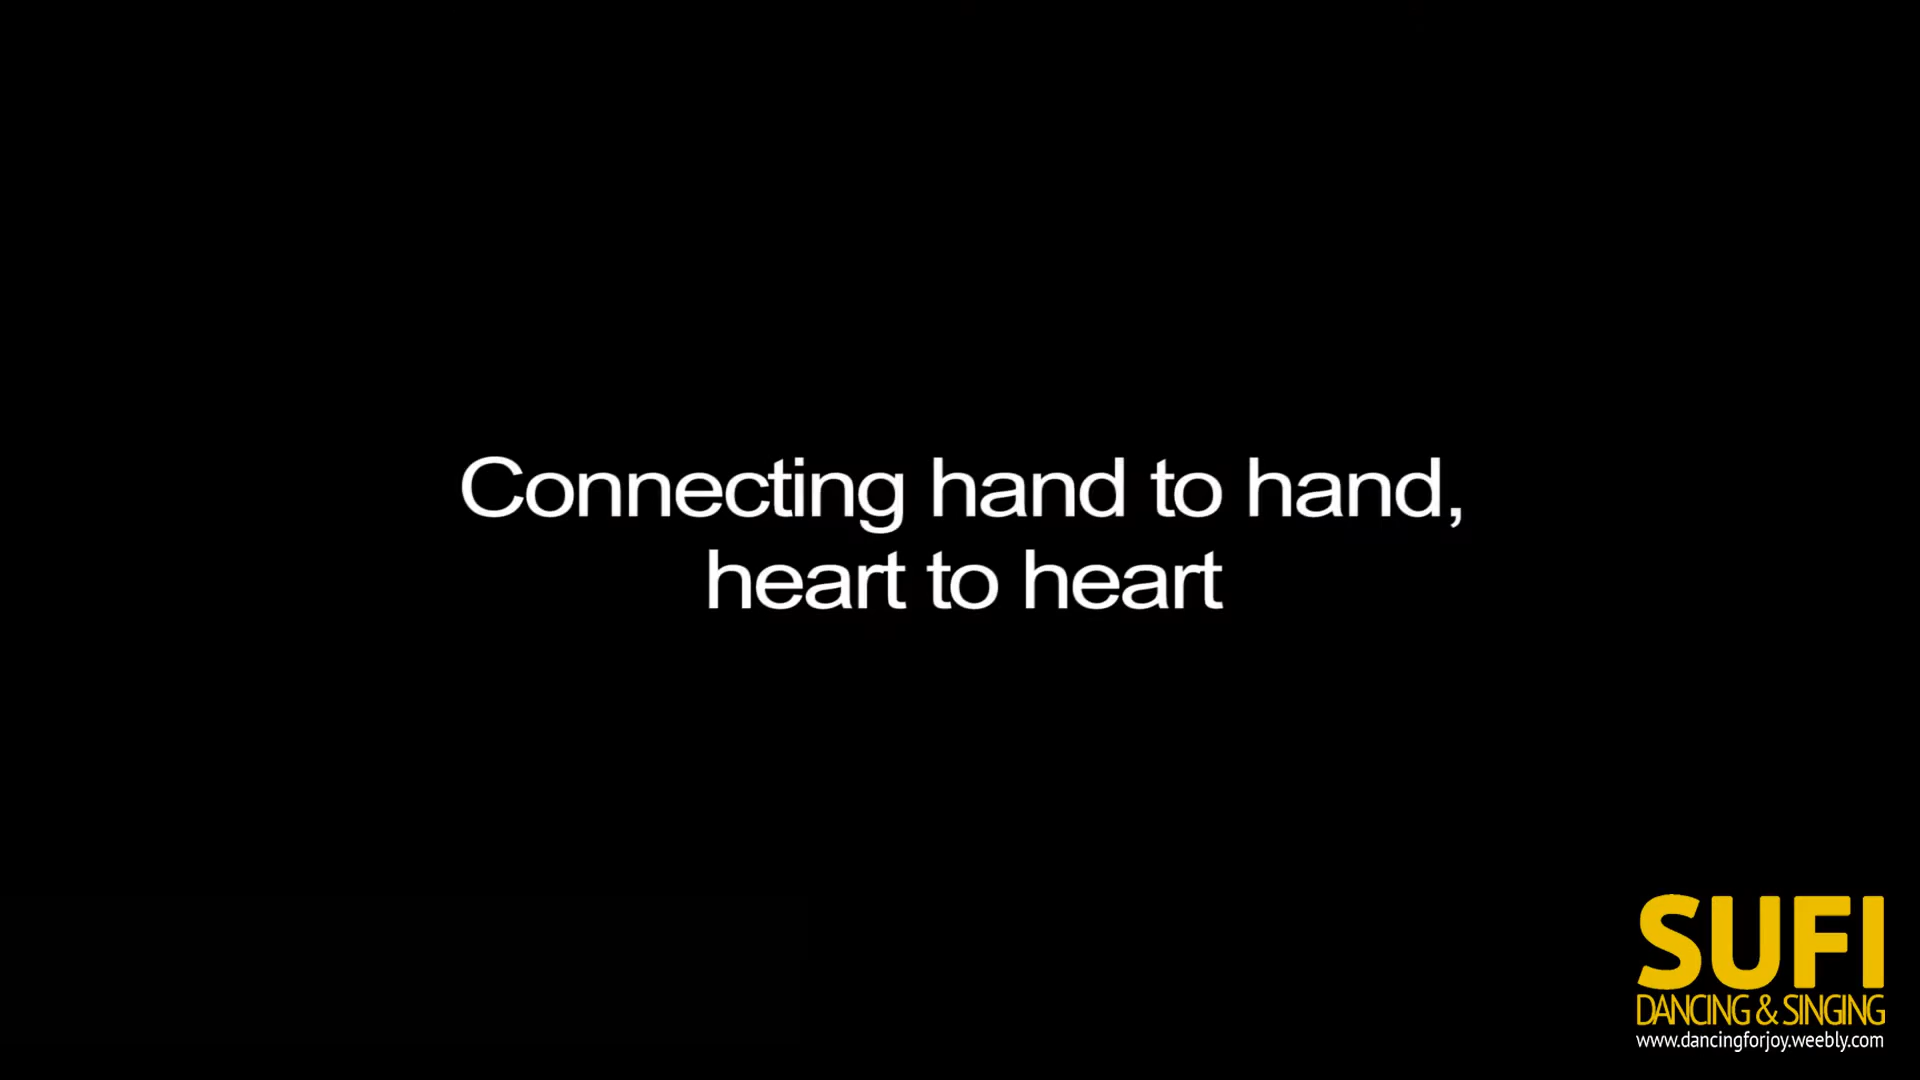 Connecting hand to hand,
heart to heart
SUFI
DANCING & SINGING
www.dancingforjoy.weebly.com